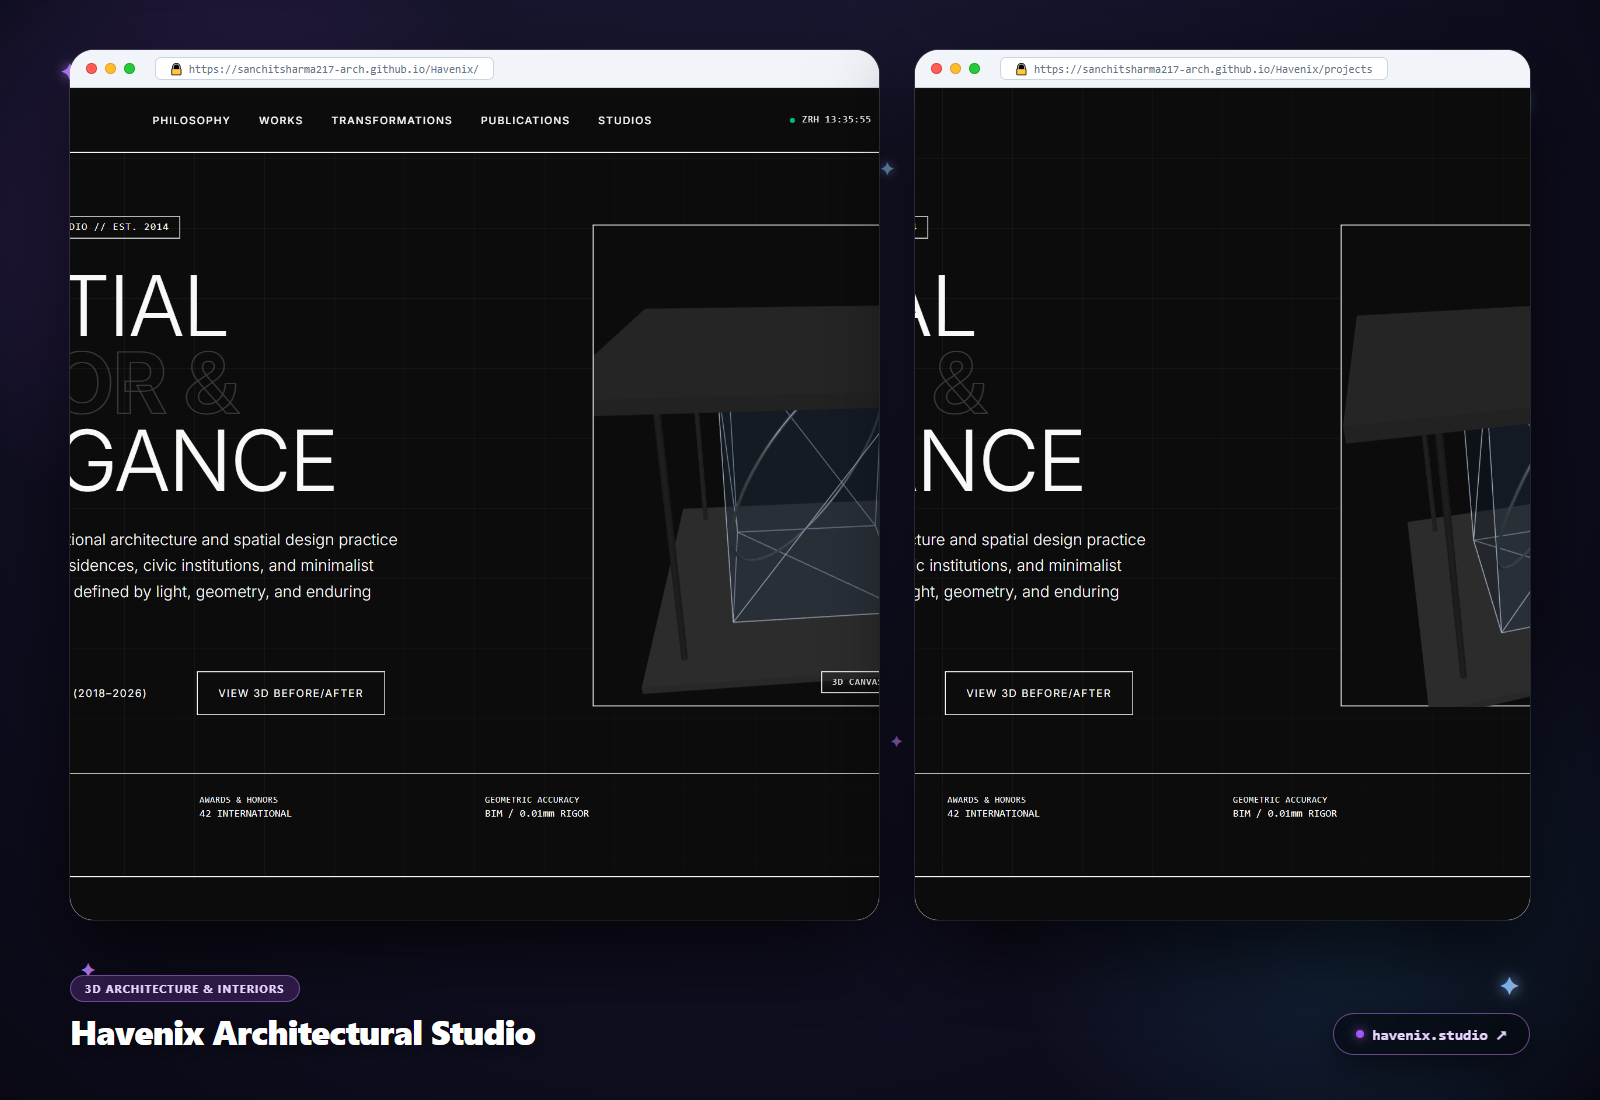 https://sanchitsharma217-arch.github.io/Havenix/
PHILOSOPHY WORKS TRANSFORMATIONS PUBLICATIONS STUDIOS
ZRH 13:35:55
DIO // EST. 2014
TIAL
OR &
GANCE
tional architecture and spatial design practice
sidences, civic institutions, and minimalist
defined by light, geometry, and enduring
(2018–2026)
VIEW 3D BEFORE/AFTER
3D CANVAS
AWARDS & HONORS
42 INTERNATIONAL
GEOMETRIC ACCURACY
BIM / 0.01mm RIGOR
https://sanchitsharma217-arch.github.io/Havenix/projects
AL
&
ANCE
cture and spatial design practice
c institutions, and minimalist
ght, geometry, and enduring
VIEW 3D BEFORE/AFTER
AWARDS & HONORS
42 INTERNATIONAL
GEOMETRIC ACCURACY
BIM / 0.01mm RIGOR
3D ARCHITECTURE & INTERIORS
Havenix Architectural Studio
havenix.studio ↗